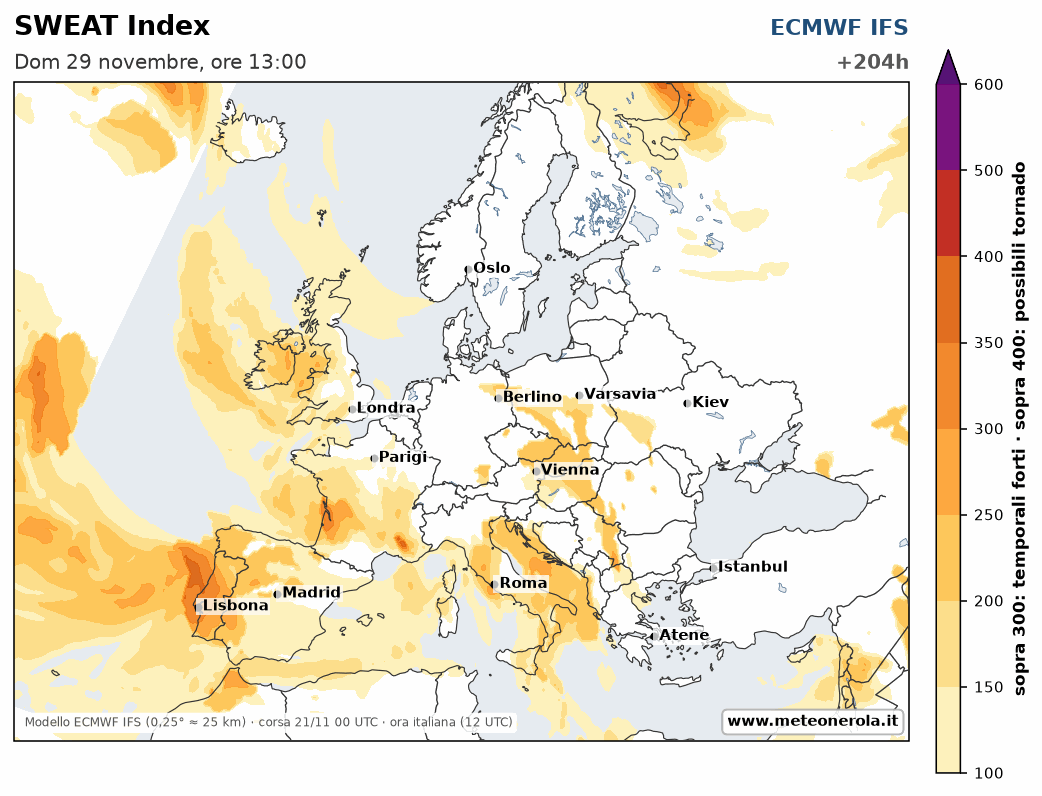 SWEAT Index
ECMWF IFS
Dom 29 novembre, ore 13:00
+204h
Oslo
Berlino
Varsavia
Kiev
Londra
Parigi
Vienna
Istanbul
Roma
Madrid
Lisbona
Atene
Modello ECMWF IFS (0,25° ≈ 25 km) · corsa 21/11 00 UTC · ora italiana (12 UTC)
www.meteonerola.it
600
500
400
350
300
250
200
150
100
sopra 300: temporali forti · sopra 400: possibili tornado